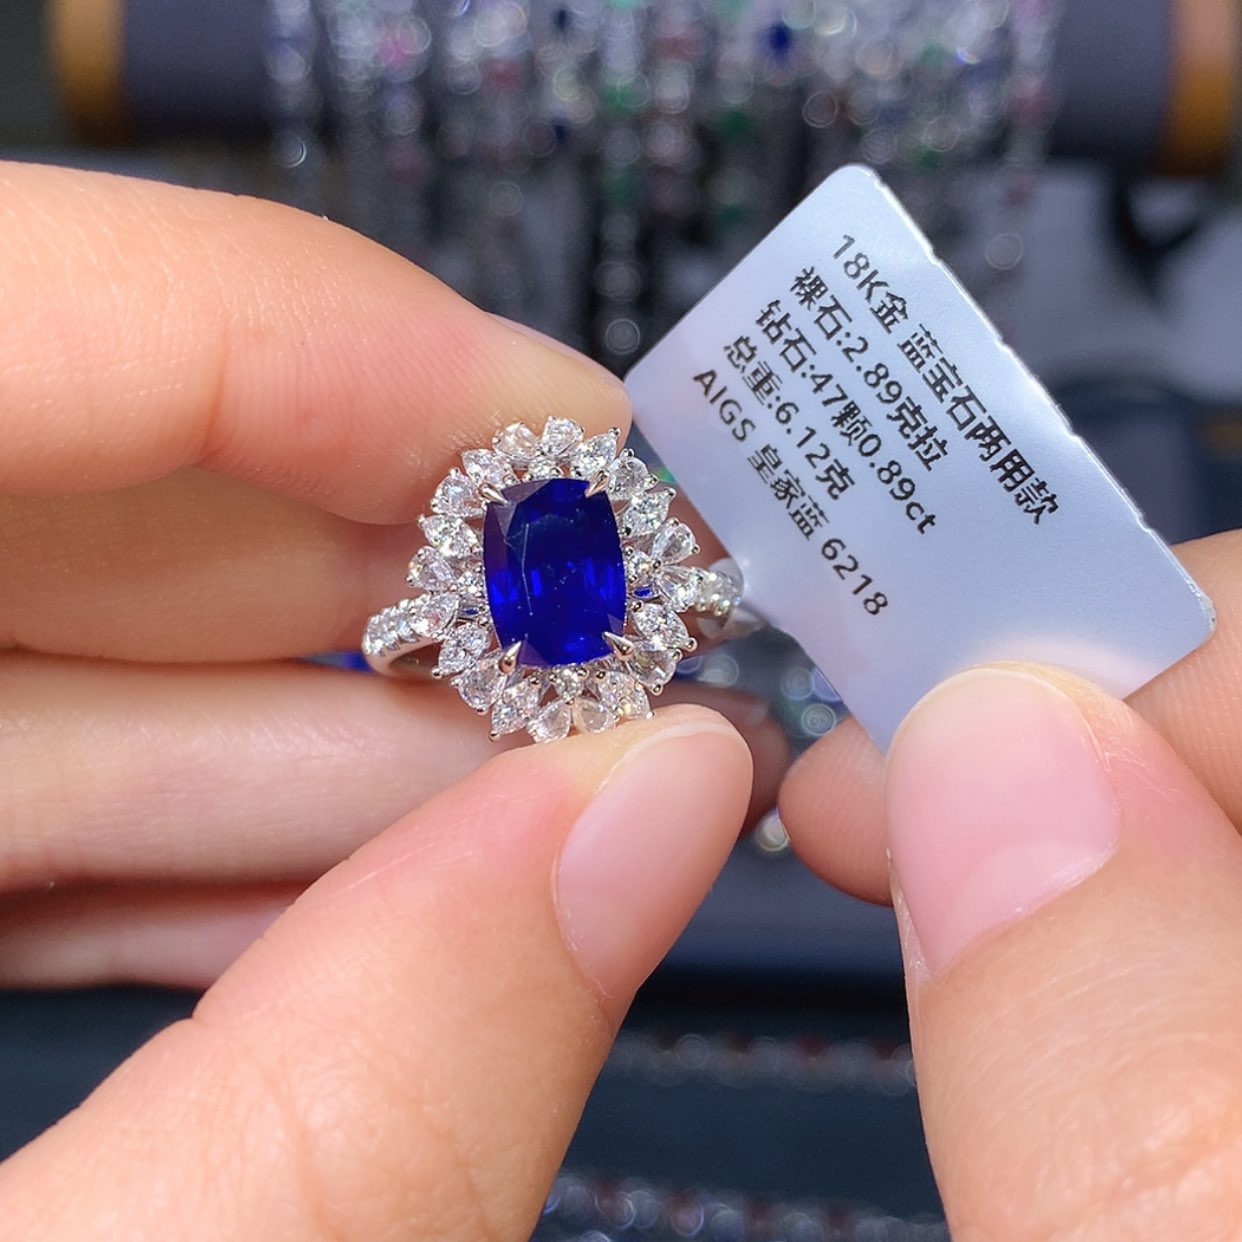 18K金 蓝宝石两用款
裸石:2.89克拉
钻石:47颗0.89ct
总重:6.12克
AIGS 皇家蓝 6218